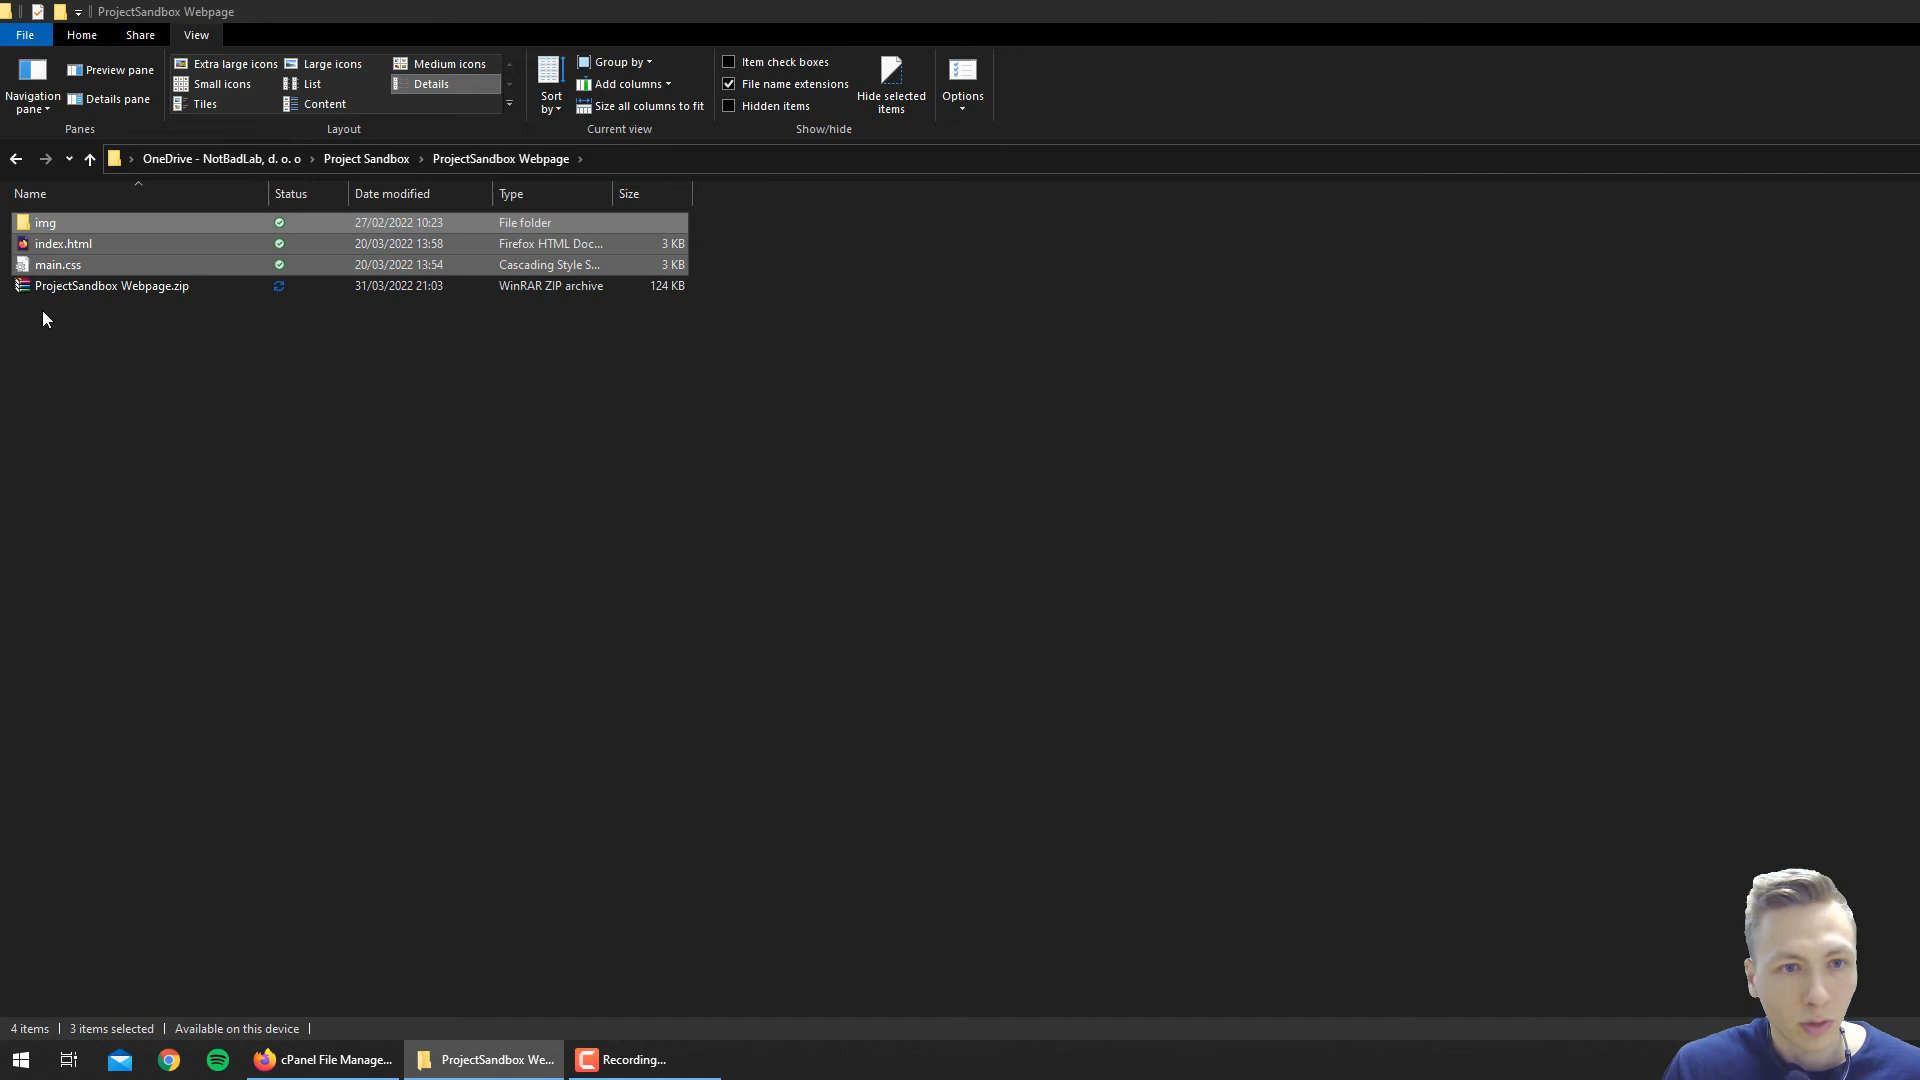 ProjectSandbox Webpage
File Home Share View
Navigation pane
Preview pane
Details pane
Panes
Extra large icons Large icons Medium icons
Small icons List Details
Tiles Content
Layout
Sort by
Group by
Add columns
Size all columns to fit
Current view
Item check boxes
File name extensions
Hidden items
Hide selected items
Show/hide
Options
OneDrive - NotBadLab, d. o. o › Project Sandbox › ProjectSandbox Webpage ›
Name Status Date modified Type Size
img 27/02/2022 10:23 File folder
index.html 20/03/2022 13:58 Firefox HTML Doc... 3 KB
main.css 20/03/2022 13:54 Cascading Style S... 3 KB
ProjectSandbox Webpage.zip 31/03/2022 21:03 WinRAR ZIP archive 124 KB
4 items 3 items selected Available on this device
cPanel File Manage... ProjectSandbox We... Recording...